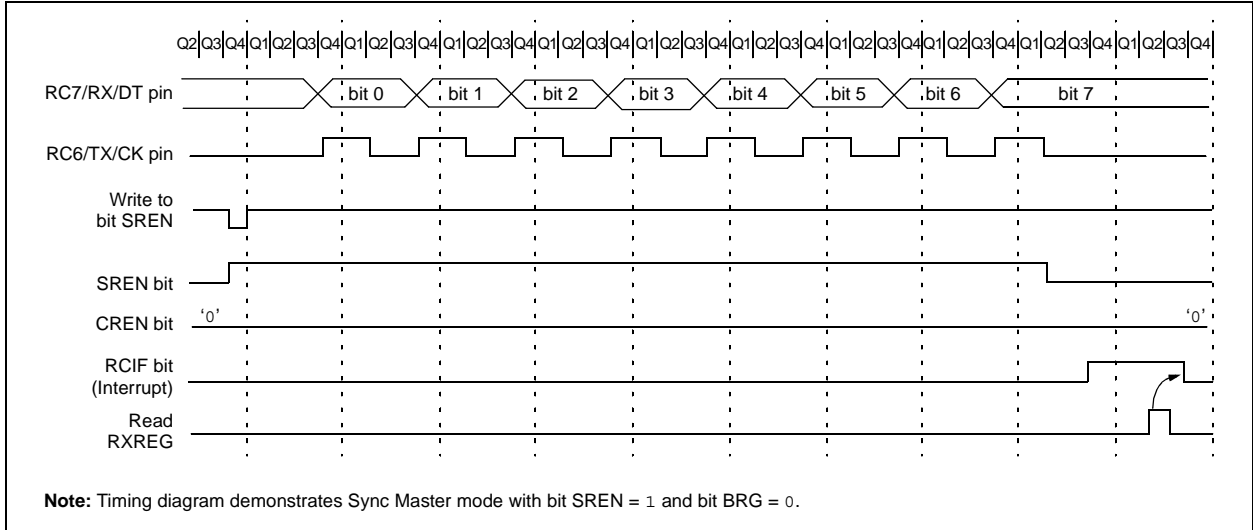 Q2 Q3 Q4 Q1 Q2 Q3 Q4 Q1 Q2 Q3 Q4 Q1 Q2 Q3 Q4 Q1 Q2 Q3 Q4 Q1 Q2 Q3 Q4 Q1 Q2 Q3 Q4 Q1 Q2 Q3 Q4 Q1 Q2 Q3 Q4 Q1 Q2 Q3 Q4 Q1 Q2 Q3 Q4
RC7/RX/DT pin bit 0 bit 1 bit 2 bit 3 bit 4 bit 5 bit 6 bit 7
RC6/TX/CK pin
Write to
bit SREN
SREN bit
CREN bit ‘0’ ‘0’
RCIF bit
(Interrupt)
Read
RXREG
Note: Timing diagram demonstrates Sync Master mode with bit SREN = 1 and bit BRG = 0.